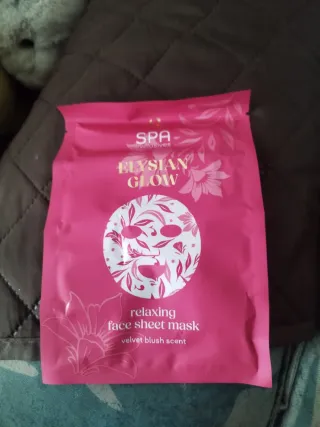 SPA
ELYSIAN
GLOW
relaxing
face sheet mask
velvet blush scent